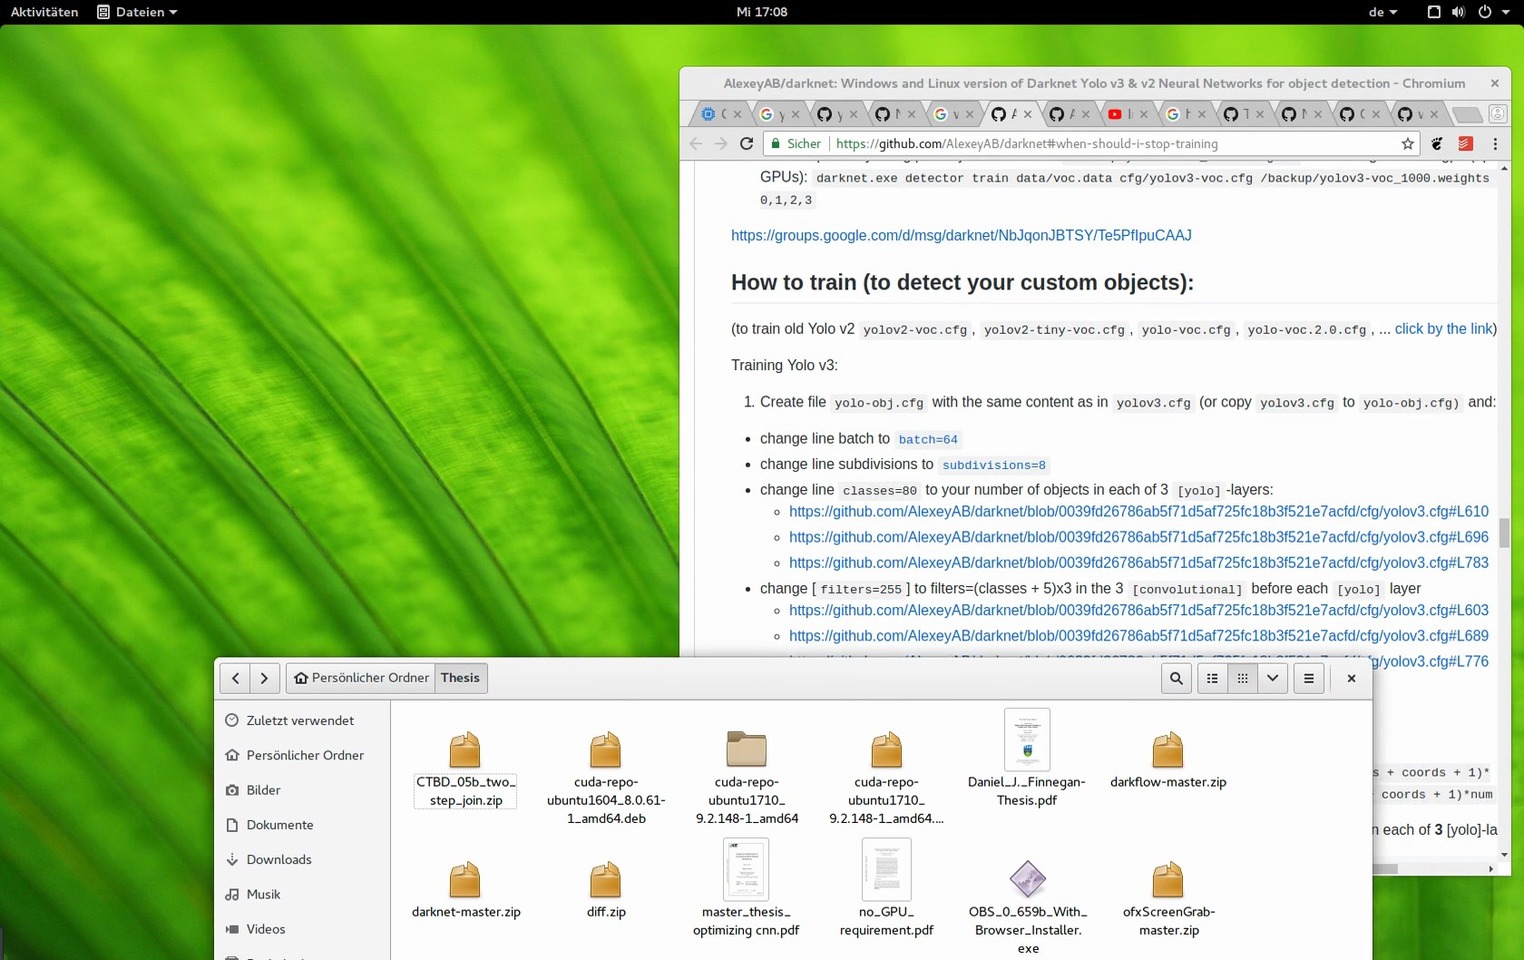 Aktivitäten Dateien Mi 17:08 de
AlexeyAB/darknet: Windows and Linux version of Darknet Yolo v3 & v2 Neural Networks for object detection - Chromium
Sicher https://github.com/AlexeyAB/darknet#when-should-i-stop-training
GPUs): darknet.exe detector train data/voc.data cfg/yolov3-voc.cfg /backup/yolov3-voc_1000.weights
0,1,2,3
https://groups.google.com/d/msg/darknet/NbJqonJBTSY/Te5PfIpuCAAJ
How to train (to detect your custom objects):
(to train old Yolo v2 yolov2-voc.cfg, yolov2-tiny-voc.cfg, yolo-voc.cfg, yolo-voc.2.0.cfg, ... click by the link)
Training Yolo v3:
1. Create file yolo-obj.cfg with the same content as in yolov3.cfg (or copy yolov3.cfg to yolo-obj.cfg) and:
• change line batch to batch=64
• change line subdivisions to subdivisions=8
• change line classes=80 to your number of objects in each of 3 [yolo]-layers:
https://github.com/AlexeyAB/darknet/blob/0039fd26786ab5f71d5af725fc18b3f521e7acfd/cfg/yolov3.cfg#L610
https://github.com/AlexeyAB/darknet/blob/0039fd26786ab5f71d5af725fc18b3f521e7acfd/cfg/yolov3.cfg#L696
https://github.com/AlexeyAB/darknet/blob/0039fd26786ab5f71d5af725fc18b3f521e7acfd/cfg/yolov3.cfg#L783
• change [filters=255] to filters=(classes + 5)x3 in the 3 [convolutional] before each [yolo] layer
https://github.com/AlexeyAB/darknet/blob/0039fd26786ab5f71d5af725fc18b3f521e7acfd/cfg/yolov3.cfg#L603
https://github.com/AlexeyAB/darknet/blob/0039fd26786ab5f71d5af725fc18b3f521e7acfd/cfg/yolov3.cfg#L689
fg/yolov3.cfg#L776
s + coords + 1)*
+ coords + 1)*num
n each of 3 [yolo]-la
Persönlicher Ordner Thesis
Zuletzt verwendet
Persönlicher Ordner
Bilder
Dokumente
Downloads
Musik
Videos
CTBD_05b_two_
step_join.zip
cuda-repo-
ubuntu1604_8.0.61-
1_amd64.deb
cuda-repo-
ubuntu1710_
9.2.148-1_amd64
cuda-repo-
ubuntu1710_
9.2.148-1_amd64....
Daniel_J._Finnegan-
Thesis.pdf
darkflow-master.zip
darknet-master.zip
diff.zip
master_thesis_
optimizing cnn.pdf
no_GPU_
requirement.pdf
OBS_0_659b_With_
Browser_Installer.
exe
ofxScreenGrab-
master.zip